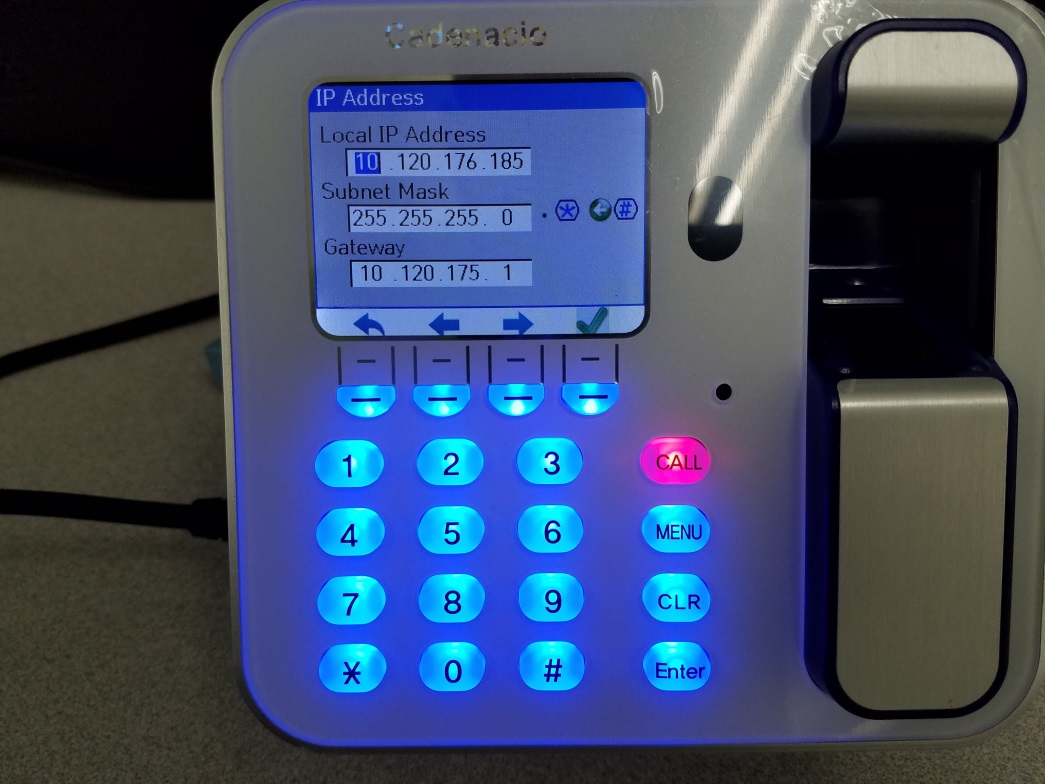 Cadenacio
IP Address
Local IP Address
10 .120.176.185
Subnet Mask
255.255.255. 0
. * #
Gateway
10 .120.175. 1
1 2 3 CALL
4 5 6 MENU
7 8 9 CLR
* 0 # Enter